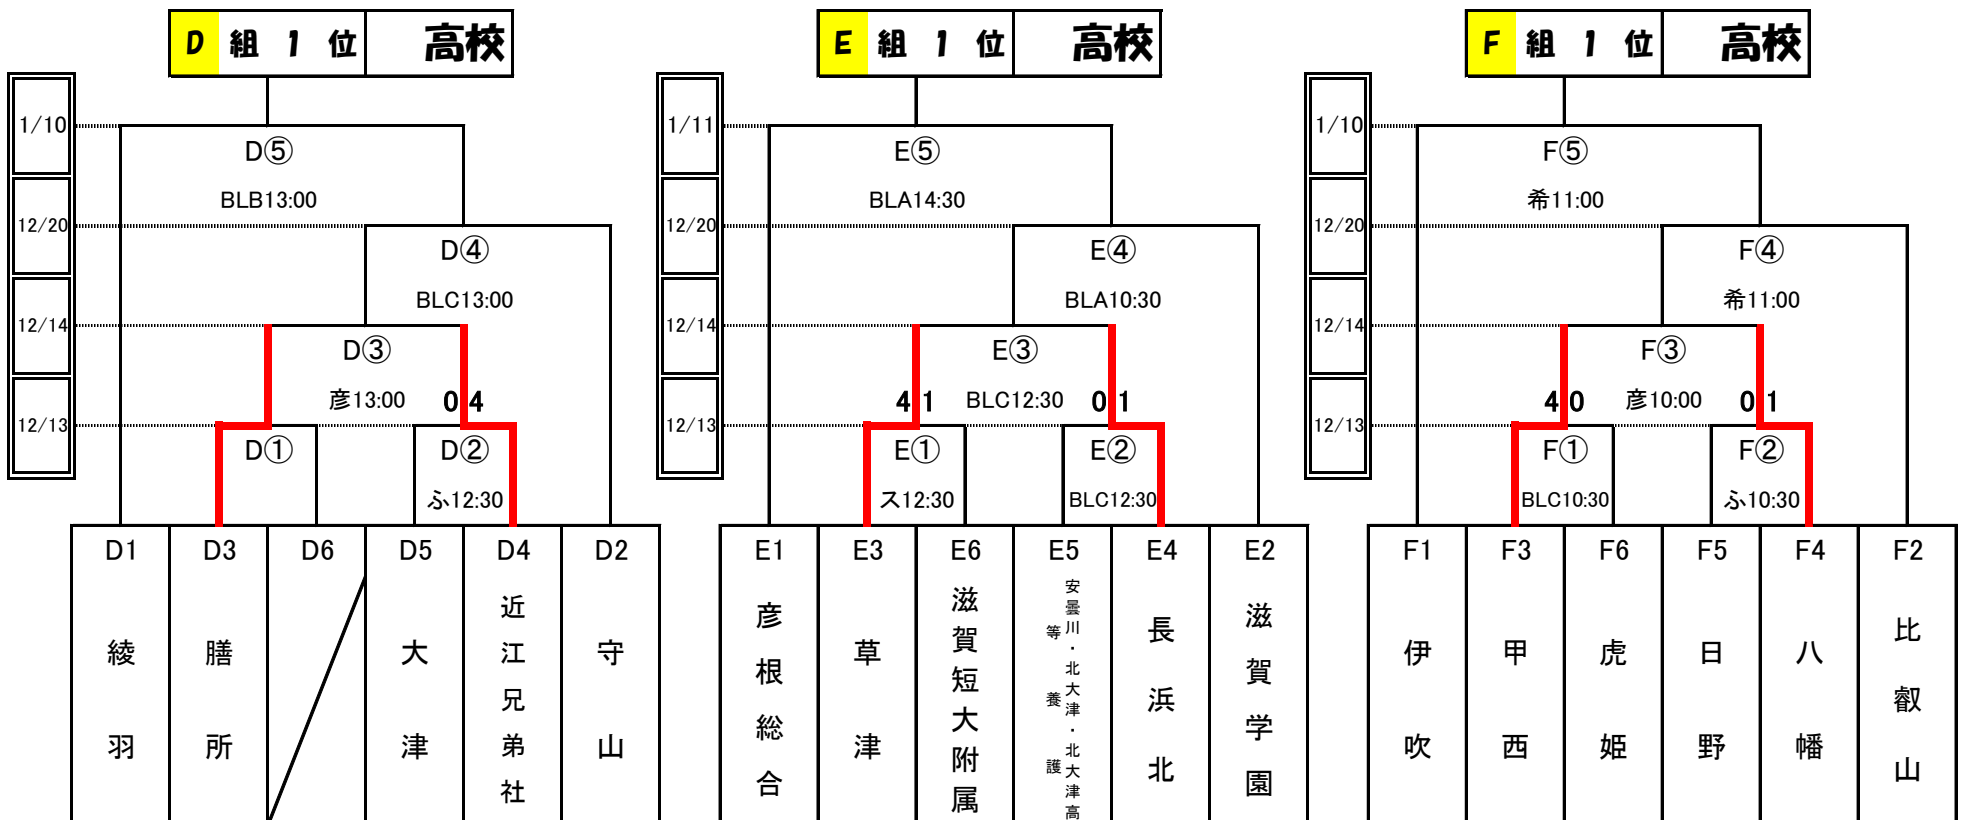 D 組 1 位 高校
1/10
D⑤
BLB13:00
12/20
D④
BLC13:00
12/14
D③
彦13:00
0 4
12/13
D①
D②
ふ12:30
D1
D3
D6
D5
D4
D2
綾羽
膳所
大津
近江兄弟社
守山
E 組 1 位 高校
1/11
E⑤
BLA14:30
12/20
E④
BLA10:30
12/14
E③
4 1
BLC12:30
0 1
12/13
E①
E②
ス12:30
BLC12:30
E1
E3
E6
E5
E4
E2
彦根総合
草津
滋賀短大附属
安曇川・北大津・北大津高
等養護
長浜北
滋賀学園
F 組 1 位 高校
1/10
F⑤
希11:00
12/20
F④
希11:00
12/14
F③
4 0
彦10:00
0 1
12/13
F①
F②
BLC10:30
ふ10:30
F1
F3
F6
F5
F4
F2
伊吹
甲西
虎姫
日野
八幡
比叡山